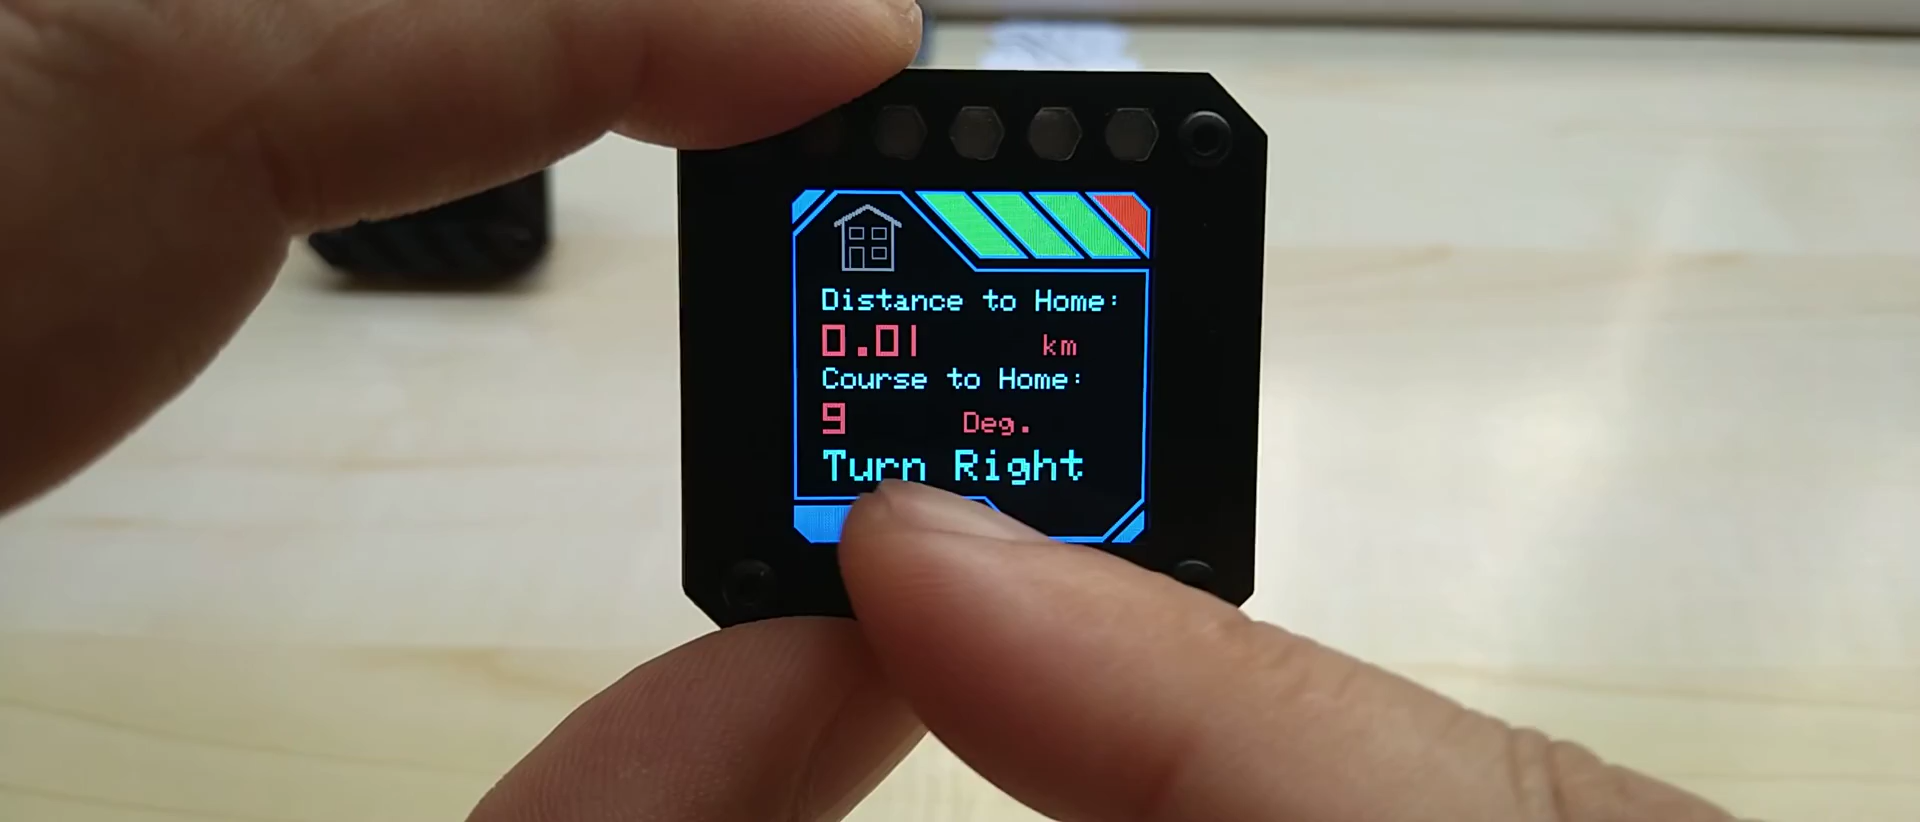 Distance to Home:
0.01 km
Course to Home:
9 Deg.
Turn Right